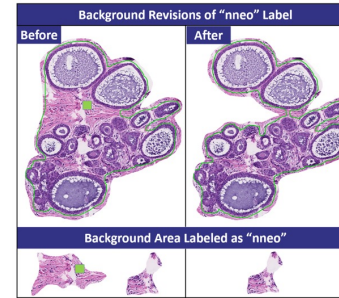 Background Revisions of "nneo" Label
Before
After
Background Area Labeled as "nneo"